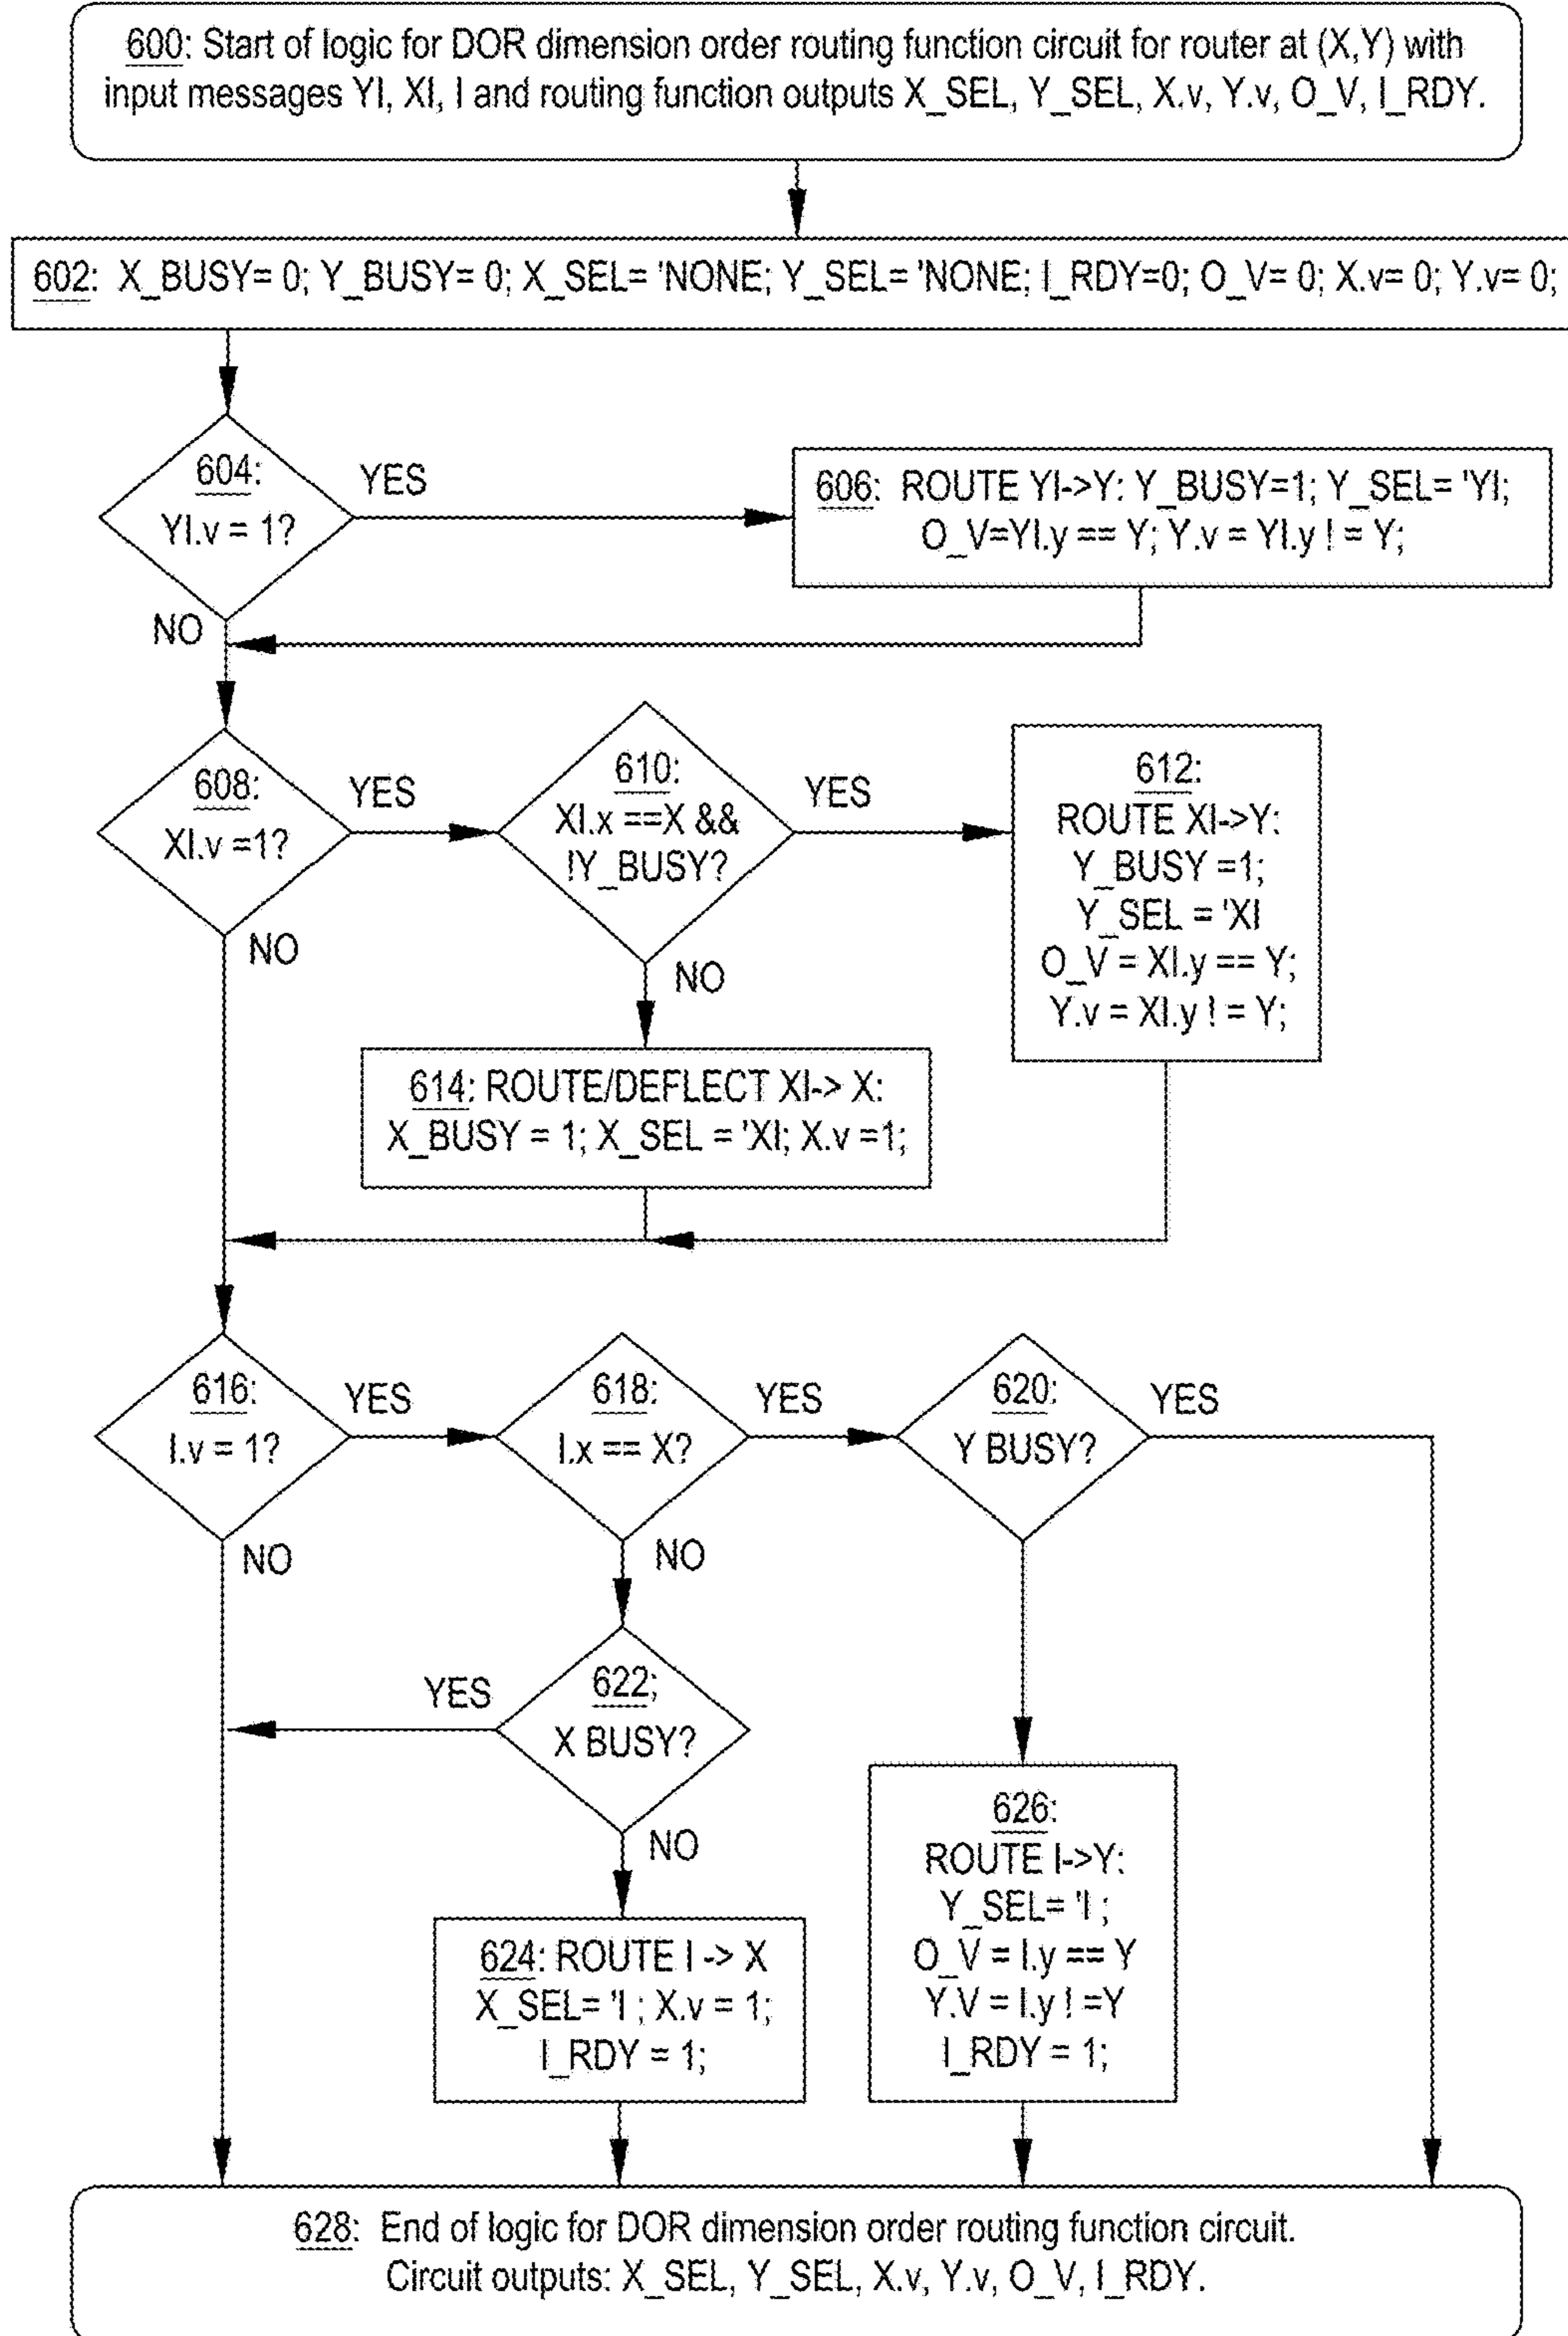 600: Start of logic for DOR dimension order routing function circuit for router at (X,Y) with
input messages YI, XI, I and routing function outputs X_SEL, Y_SEL, X.v, Y.v, O_V, I_RDY.
602: X_BUSY= 0; Y_BUSY= 0; X_SEL= 'NONE; Y_SEL= 'NONE; I_RDY=0; O_V= 0; X.v= 0; Y.v= 0;
604:
YI.v = 1?
YES
NO
606: ROUTE YI->Y: Y_BUSY=1; Y_SEL= 'YI;
O_V=YI.y == Y; Y.v = YI.y ! = Y;
608:
XI.v =1?
YES
NO
610:
XI.x ==X &&
!Y_BUSY?
YES
NO
612:
ROUTE XI->Y:
Y_BUSY =1;
Y_SEL = 'XI
O_V = XI.y == Y;
Y.v = XI.y ! = Y;
614: ROUTE/DEFLECT XI-> X:
X_BUSY = 1; X_SEL = 'XI; X.v =1;
616:
I.v = 1?
YES
NO
618:
I.x == X?
YES
NO
620:
Y BUSY?
YES
622;
X BUSY?
YES
NO
624: ROUTE I -> X
X_SEL= 'I ; X.v = 1;
I_RDY = 1;
626:
ROUTE I->Y:
Y_SEL= 'I ;
O_V = I.y == Y
Y.V = I.y ! =Y
I_RDY = 1;
628: End of logic for DOR dimension order routing function circuit.
Circuit outputs: X_SEL, Y_SEL, X.v, Y.v, O_V, I_RDY.